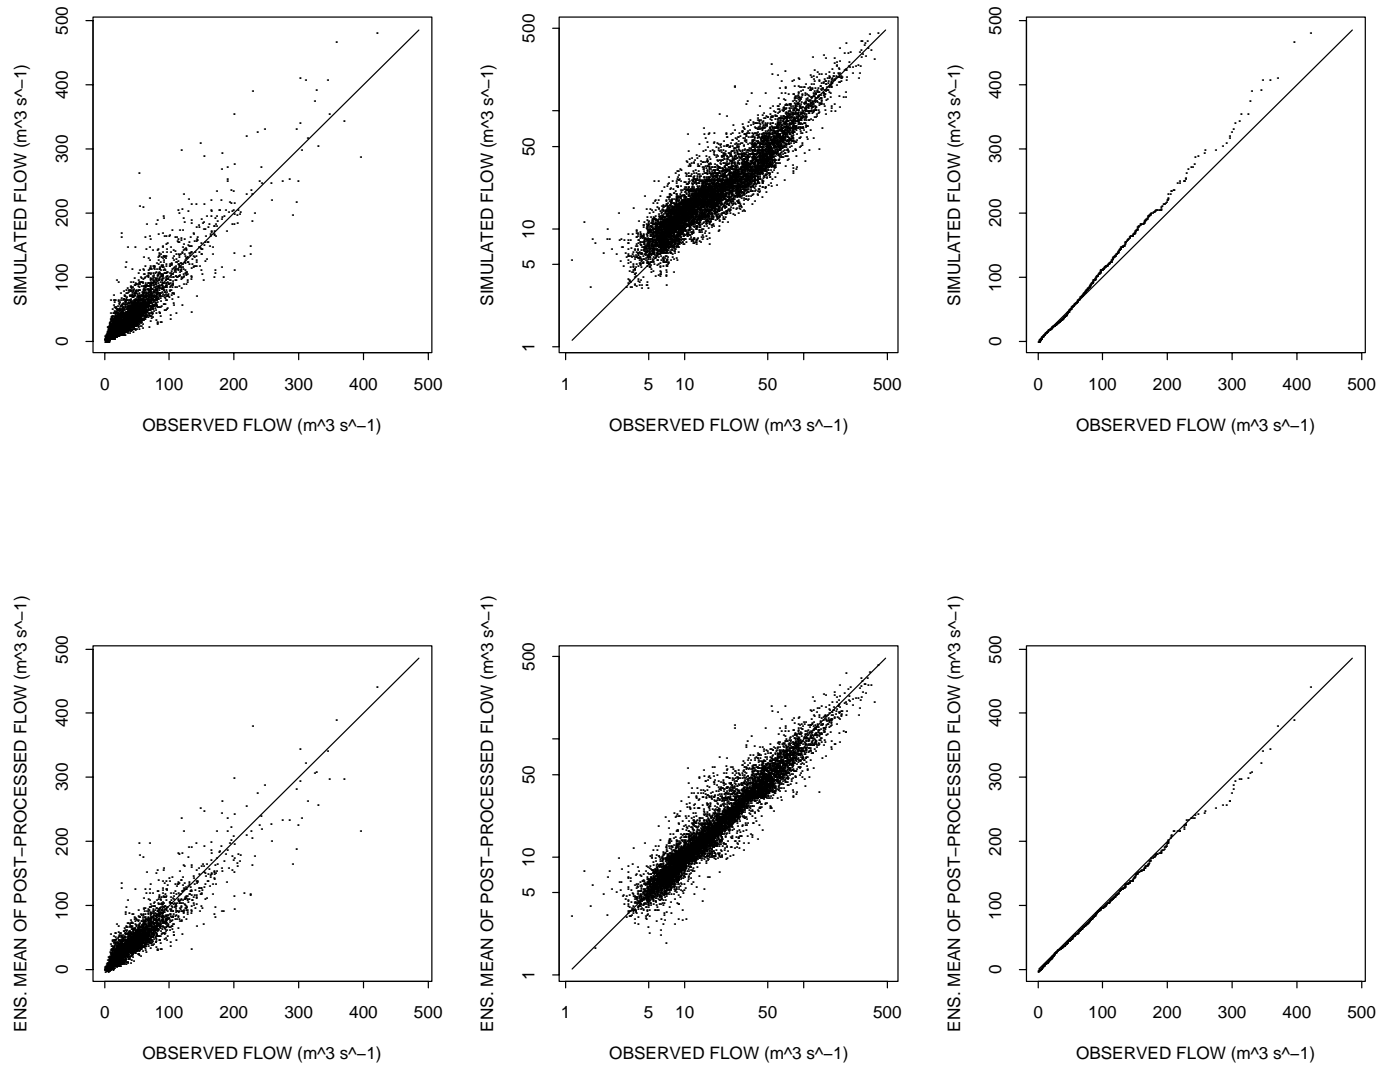 SIMULATED FLOW (m^3 s^−1)
0 100 200 300 400 500
0 100 200 300 400 500
OBSERVED FLOW (m^3 s^−1)
SIMULATED FLOW (m^3 s^−1)
1 5 10 50 500
1 5 10 50 500
OBSERVED FLOW (m^3 s^−1)
SIMULATED FLOW (m^3 s^−1)
0 100 200 300 400 500
0 100 200 300 400 500
OBSERVED FLOW (m^3 s^−1)
ENS. MEAN OF POST−PROCESSED FLOW (m^3 s^−1)
0 100 200 300 400 500
0 100 200 300 400 500
OBSERVED FLOW (m^3 s^−1)
ENS. MEAN OF POST−PROCESSED FLOW (m^3 s^−1)
1 5 10 50 500
1 5 10 50 500
OBSERVED FLOW (m^3 s^−1)
ENS. MEAN OF POST−PROCESSED FLOW (m^3 s^−1)
0 100 200 300 400 500
0 100 200 300 400 500
OBSERVED FLOW (m^3 s^−1)